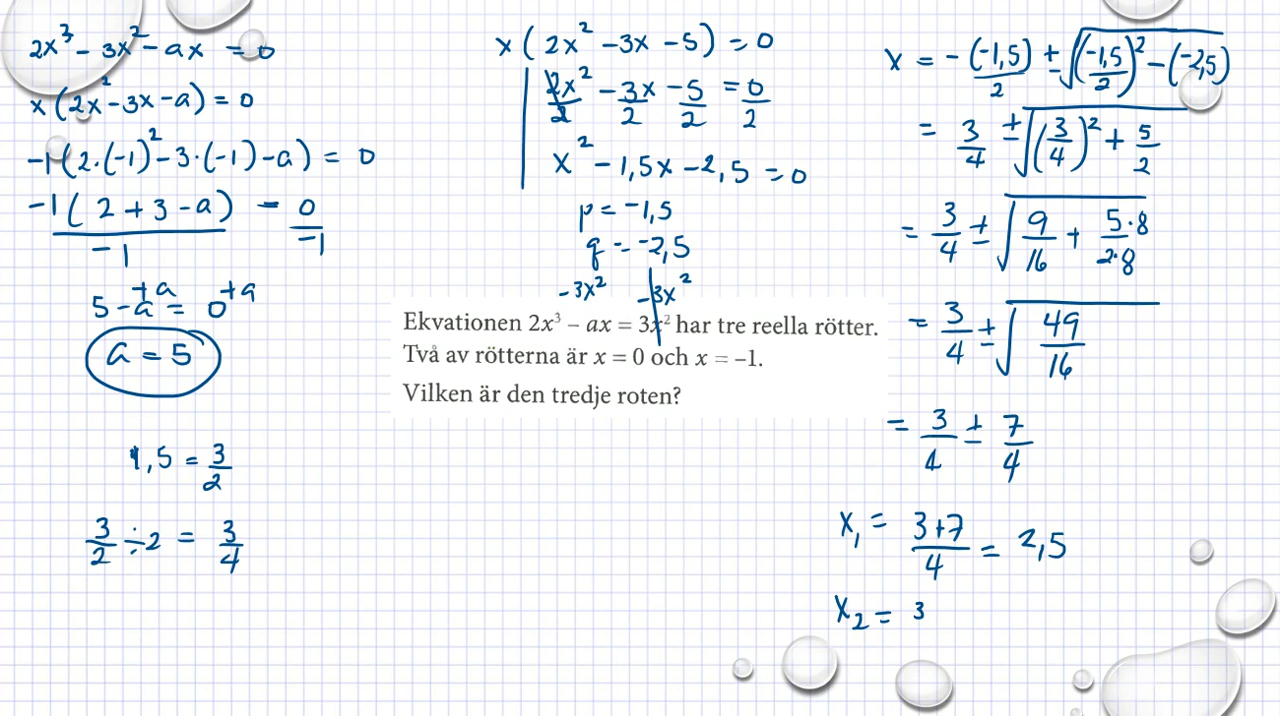 2x³ - 3x² - ax = 0
x(2x² - 3x - a) = 0
-1(2·(-1)² - 3·(-1) - a) = 0
-1(2 + 3 - a)/-1 = 0/-1
5 - a + a = 0 + a
a = 5
1,5 = 3/2
3/2 ÷ 2 = 3/4
x(2x² - 3x - 5) = 0
2x²/2 - 3x/2 - 5/2 = 0/2
x² - 1,5x - 2,5 = 0
p = -1,5
q = -2,5
-3x² -3x²
Ekvationen 2x³ – ax = 3x² har tre reella rötter.
Två av rötterna är x = 0 och x = –1.
Vilken är den tredje roten?
x = -(-1,5)/2 ± √((-1,5/2)² - (-2,5))
= 3/4 ± √((3/4)² + 5/2)
= 3/4 ± √(9/16 + 5·8/2·8)
= 3/4 ± √(49/16)
= 3/4 ± 7/4
x₁ = (3+7)/4 = 2,5
x₂ = 3